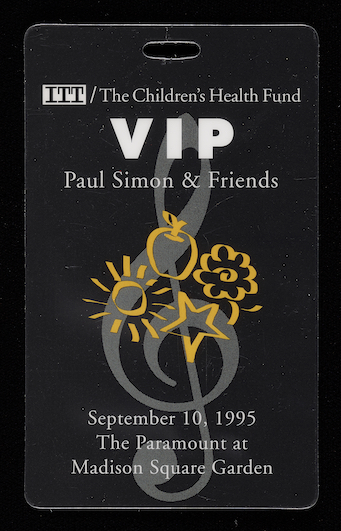 ITT / The Children's Health Fund
VIP
Paul Simon & Friends
September 10, 1995
The Paramount at
Madison Square Garden